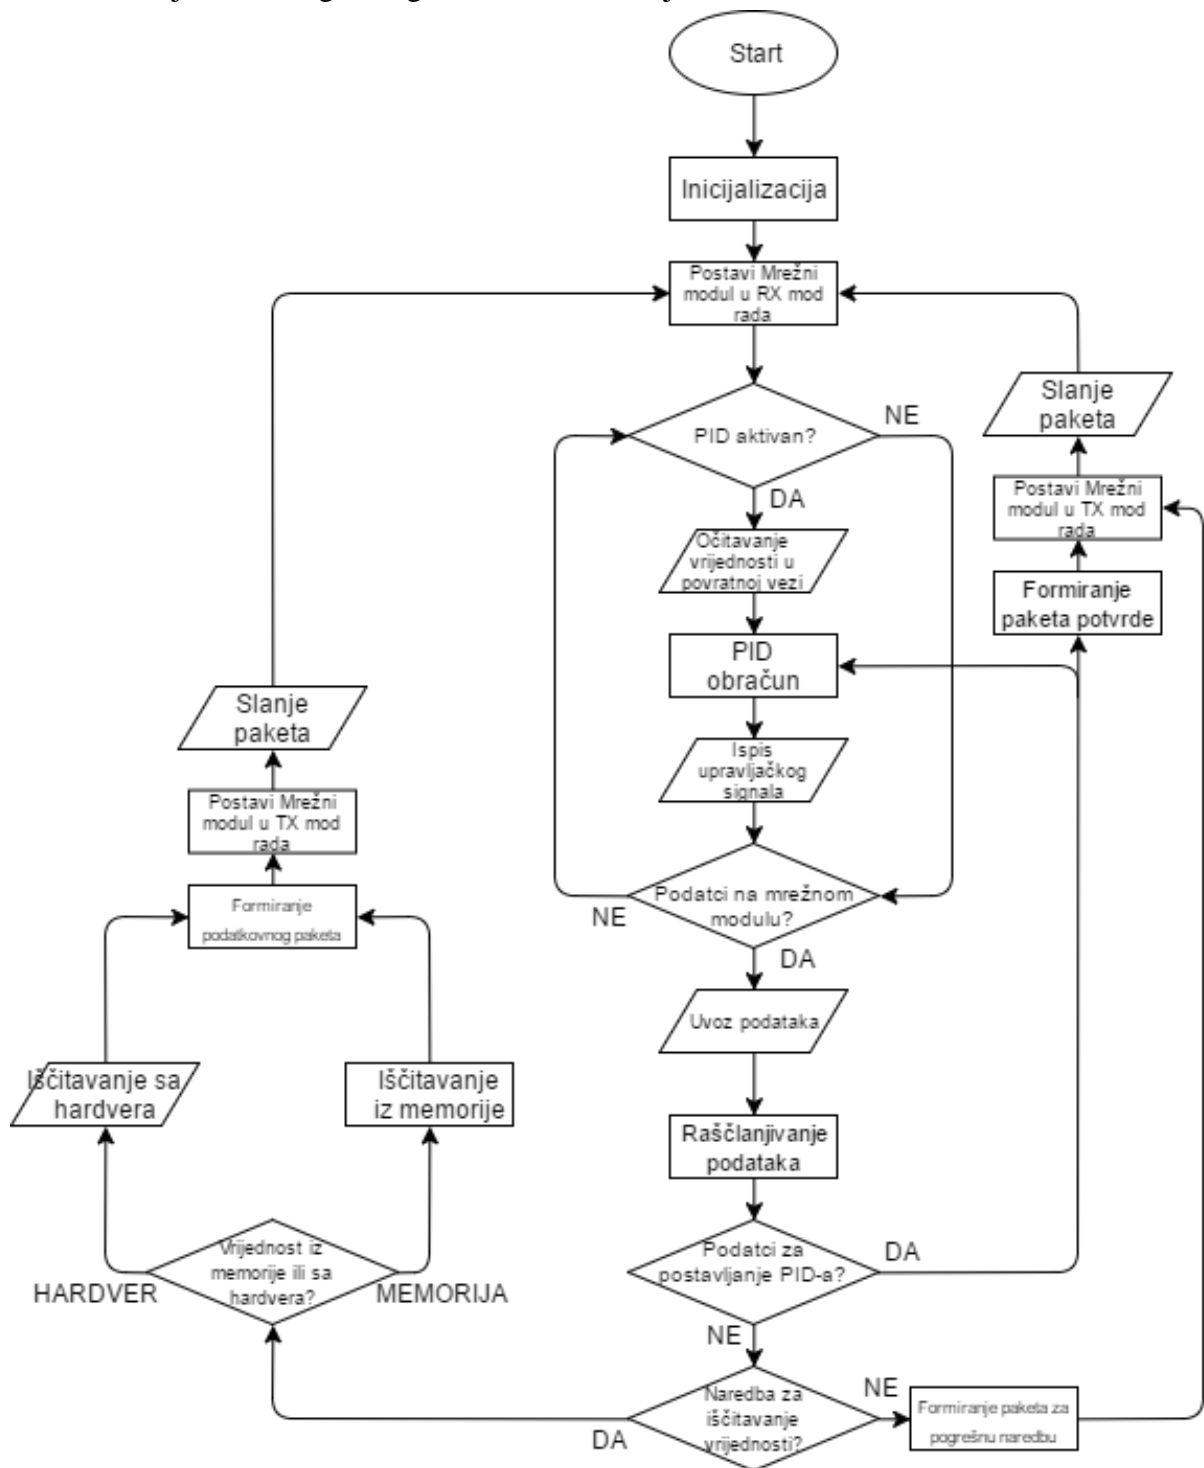 Start
Inicijalizacija
Postavi Mrežni
modul u RX mod
rada
PID aktivan?
NE
DA
Očitavanje
vrijednosti u
povratnoj vezi
PID
obračun
Ispis
upravljačkog
signala
Podatci na mrežnom
modulu?
NE
DA
Uvoz podataka
Raščlanjivanje
podataka
Podatci za
postavljanje PID-a?
DA
NE
Naredba za
iščitavanje
vrijednosti?
NE
DA
Formiranje paketa za
pogrešnu naredbu
Slanje
paketa
Postavi Mrežni
modul u TX mod
rada
Formiranje
paketa potvrde
Slanje
paketa
Postavi Mrežni
modul u TX mod
rada
Formiranje
podatkovnog paketa
Iščitavanje sa
hardvera
Iščitavanje
iz memorije
Vrijednost iz
memorije ili sa
hardvera?
HARDVER
MEMORIJA